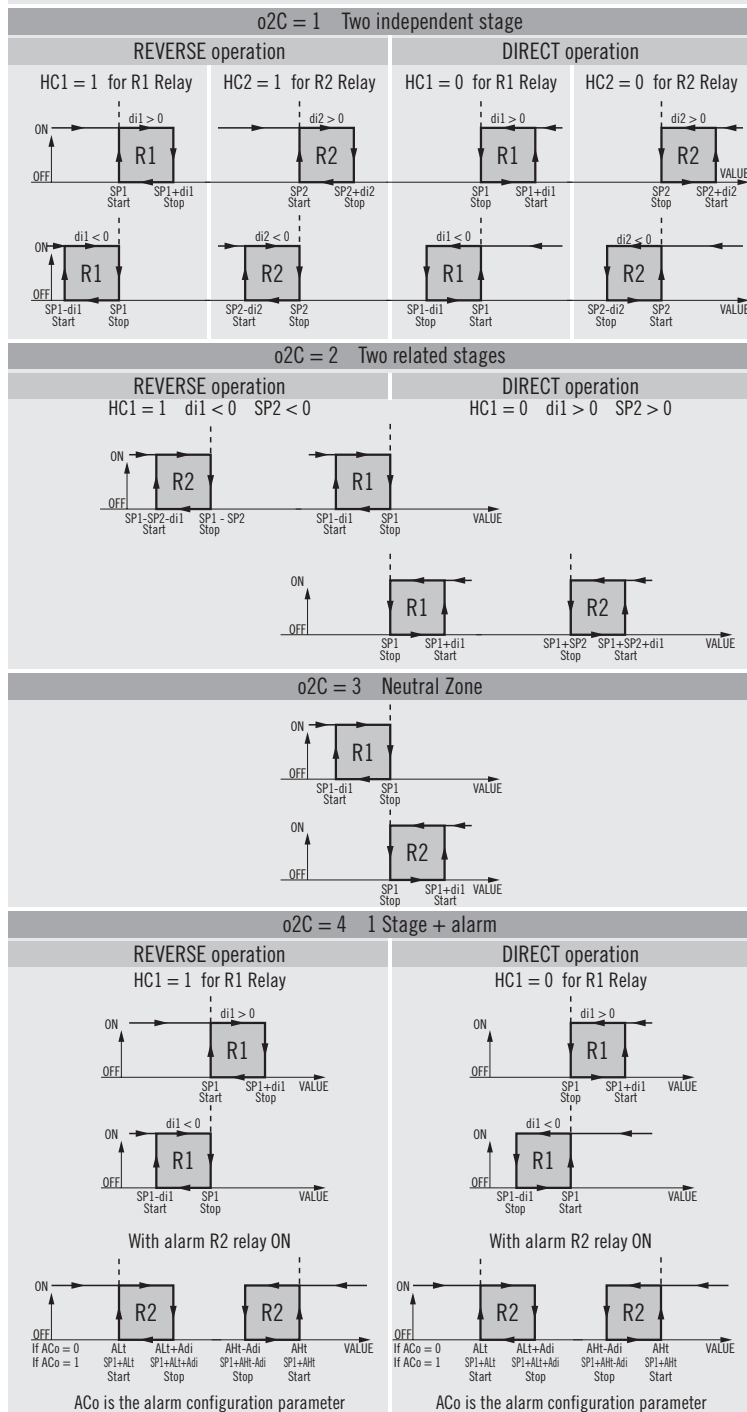 o2C = 1 Two independent stage
REVERSE operation DIRECT operation
HC1 = 1 for R1 Relay HC2 = 1 for R2 Relay HC1 = 0 for R1 Relay HC2 = 0 for R2 Relay
di1 > 0 di2 > 0 di1 > 0 di2 > 0
ON
R1 R2 R1 R2
OFF VALUE
SP1 SP1+di1 SP2 SP2+di2 SP1 SP1+di1 SP2 SP2+di2
Start Stop Start Stop Stop Start Stop Start
di1 < 0 di2 < 0 di1 < 0 di2 < 0
ON
R1 R2 R1 R2
OFF
SP1-di1 SP1 SP2-di2 SP2 SP1-di1 SP1 SP2-di2 SP2 VALUE
Start Stop Start Stop Stop Start Stop Start
o2C = 2 Two related stages
REVERSE operation DIRECT operation
HC1 = 1 di1 < 0 SP2 < 0 HC1 = 0 di1 > 0 SP2 > 0
ON
R2 R1
OFF
SP1-SP2-di1 SP1 - SP2 SP1-di1 SP1 VALUE
Start Stop Start Stop
ON
R1 R2
OFF
SP1 SP1+di1 SP1+SP2 SP1+SP2+di1 VALUE
Stop Start Stop Start
o2C = 3 Neutral Zone
ON
R1
OFF
SP1-di1 SP1 VALUE
Start Stop
ON
R2
OFF
SP1 SP1+di1 VALUE
Stop Start
o2C = 4 1 Stage + alarm
REVERSE operation DIRECT operation
HC1 = 1 for R1 Relay HC1 = 0 for R1 Relay
di1 > 0 di1 > 0
ON ON
R1 R1
OFF OFF
SP1 SP1+di1 VALUE SP1 SP1+di1 VALUE
Start Stop Stop Start
di1 < 0 di1 < 0
ON ON
R1 R1
OFF OFF
SP1-di1 SP1 VALUE SP1-di1 SP1 VALUE
Start Stop Stop Start
With alarm R2 relay ON With alarm R2 relay ON
ON ON
R2 R2 R2 R2
OFF OFF
If ACo = 0 ALt ALt+Adi AHt-Adi AHt VALUE If ACo = 0 ALt ALt+Adi AHt-Adi AHt VALUE
If ACo = 1 SP1+ALt SP1+ALt+Adi SP1+AHt-Adi SP1+AHt If ACo = 1 SP1+ALt SP1+ALt+Adi SP1+AHt-Adi SP1+AHt
Start Stop Stop Start Start Stop Stop Start
ACo is the alarm configuration parameter ACo is the alarm configuration parameter